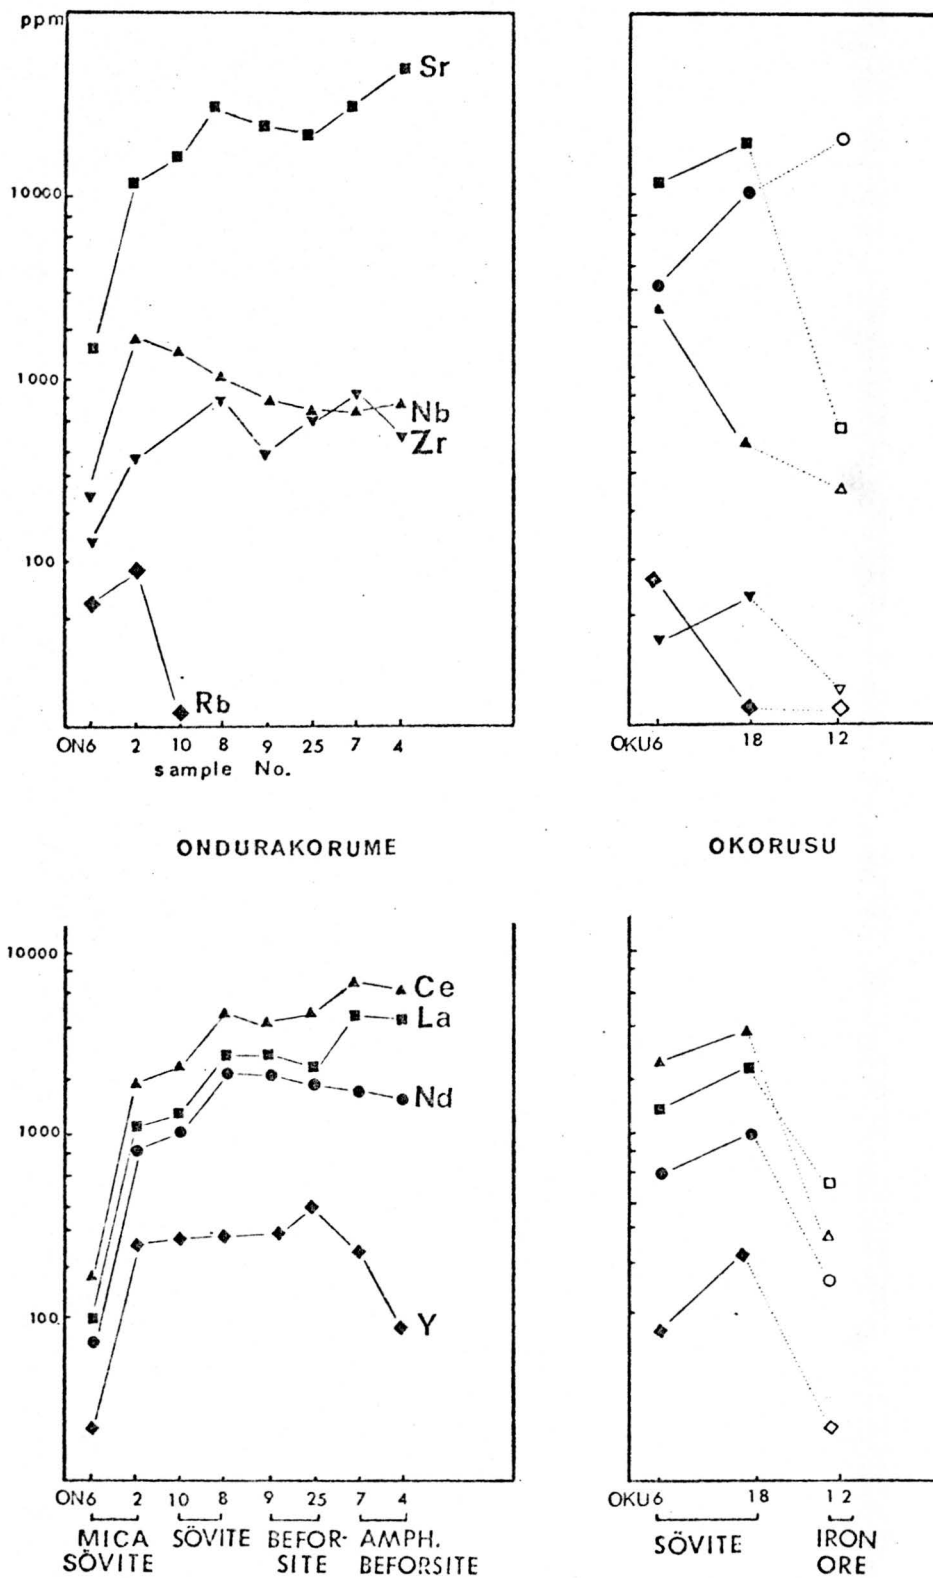 ppm
Sr
10000
1000
Nb
Zr
100
Rb
ON6 2 10 8 9 25 7 4
sample No.
OKU6 18 12
ONDURAKORUME
OKORUSU
10000
Ce
La
Nd
1000
100
Y
ON6 2 10 8 9 25 7 4
MICA SÖVITE
SÖVITE
BEFOR-
SITE
AMPH.
BEFORSITE
OKU6 18 12
SÖVITE
IRON
ORE